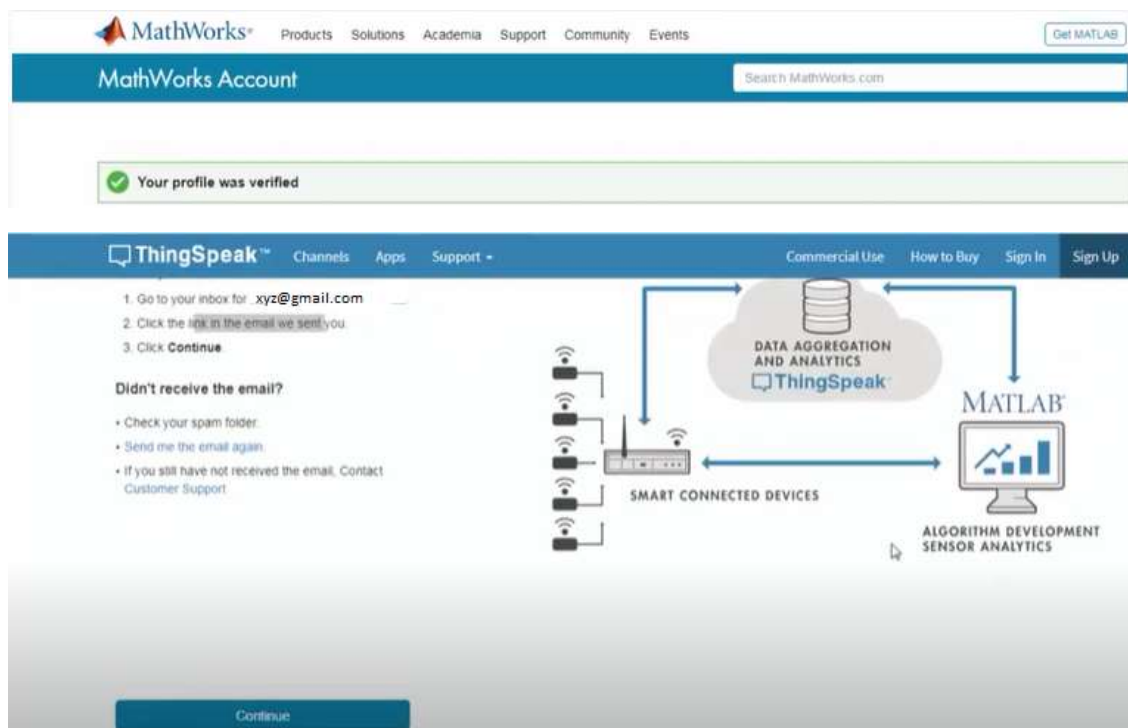 MathWorks®
Products Solutions Academia Support Community Events
Get MATLAB
MathWorks Account
Search MathWorks.com
Your profile was verified
ThingSpeak™
Channels Apps Support
Commercial Use How to Buy Sign In Sign Up
1. Go to your inbox for xyz@gmail.com
2. Click the link in the email we sent you.
3. Click Continue.
Didn't receive the email?
• Check your spam folder.
• Send me the email again.
• If you still have not received the email, Contact
Customer Support
DATA AGGREGATION
AND ANALYTICS
ThingSpeak
SMART CONNECTED DEVICES
MATLAB
ALGORITHM DEVELOPMENT
SENSOR ANALYTICS
Continue